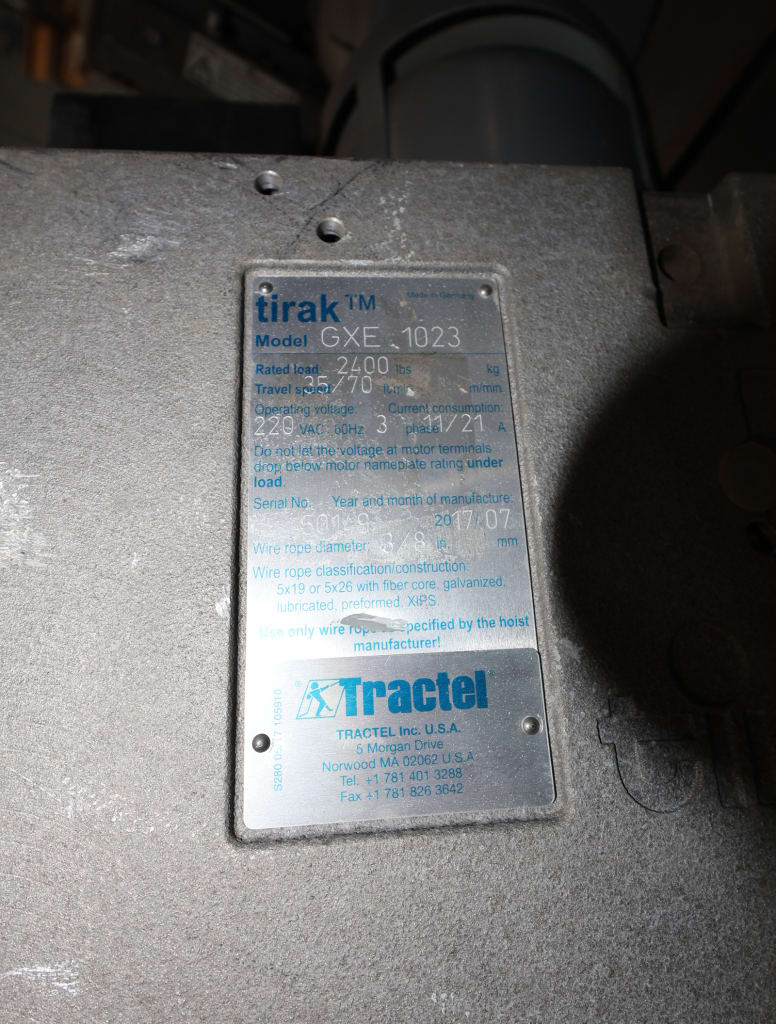 tirak™ Made in Germany
Model GXE 1023
Rated load 2400 lbs kg
Travel speed 35/70 ft/min m/min
Operating voltage: Current consumption:
220 VAC 60Hz 3 phase 11/21 A
Do not let the voltage at motor terminals
drop below motor nameplate rating under
load.
Serial No. Year and month of manufacture:
2017/07
Wire rope diameter: 3/8 in mm
Wire rope classification/construction:
5x19 or 5x26 with fiber core, galvanized,
lubricated, preformed, XIPS.
Use only wire rope specified by the hoist
manufacturer!
Tractel®
TRACTEL Inc. U.S.A.
5 Morgan Drive
Norwood MA 02062 U.S.A
Tel. +1 781 401 3288
Fax +1 781 826 3642
S280 105910